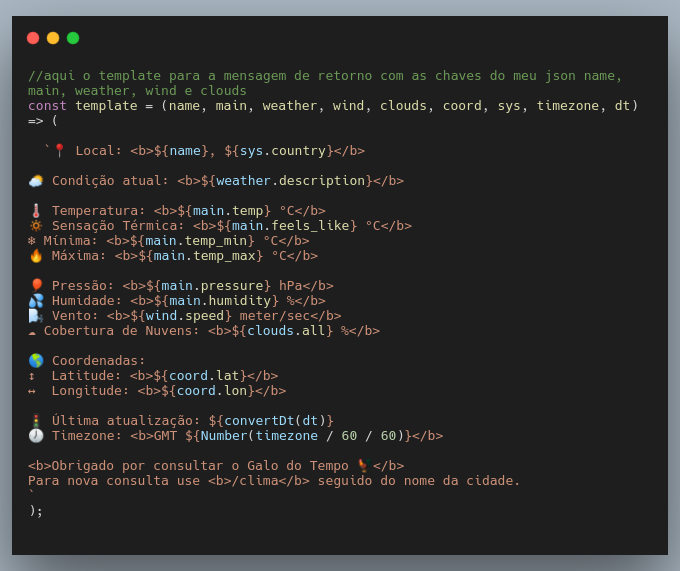 //aqui o template para a mensagem de retorno com as chaves do meu json name,
main, weather, wind e clouds
const template = (name, main, weather, wind, clouds, coord, sys, timezone, dt)
=> (
`📍 Local: <b>${name}, ${sys.country}</b>
🌥️ Condição atual: <b>${weather.description}</b>
🌡️ Temperatura: <b>${main.temp} °C</b>
🔅 Sensação Térmica: <b>${main.feels_like} °C</b>
❄ Mínima: <b>${main.temp_min} °C</b>
🔥 Máxima: <b>${main.temp_max} °C</b>
🎈 Pressão: <b>${main.pressure} hPa</b>
💦 Humidade: <b>${main.humidity} %</b>
🌬️ Vento: <b>${wind.speed} meter/sec</b>
☁ Cobertura de Nuvens: <b>${clouds.all} %</b>
🌎 Coordenadas:
↕ Latitude: <b>${coord.lat}</b>
↔ Longitude: <b>${coord.lon}</b>
🚦 Última atualização: ${convertDt(dt)}
🕖 Timezone: <b>GMT ${Number(timezone / 60 / 60)}</b>
<b>Obrigado por consultar o Galo do Tempo 🐓</b>
Para nova consulta use <b>/clima</b> seguido do nome da cidade.
`
);